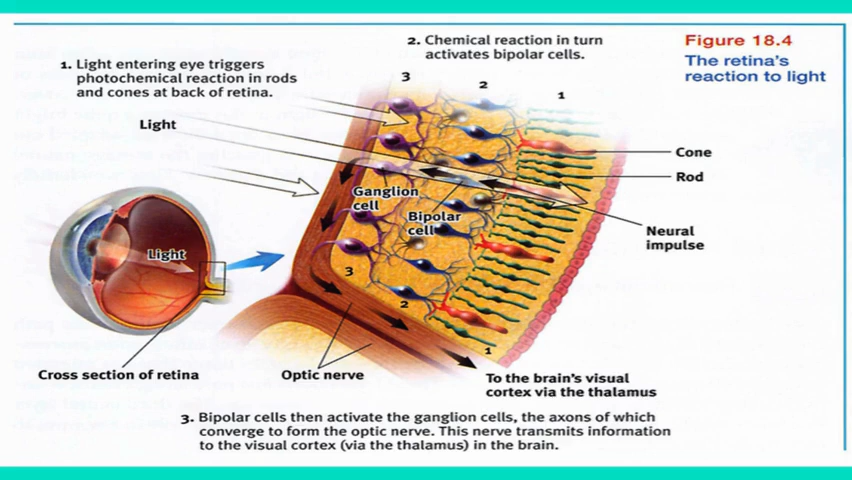 Figure 18.4
The retina's
reaction to light
1. Light entering eye triggers
photochemical reaction in rods
and cones at back of retina.
2. Chemical reaction in turn
activates bipolar cells.
3
2
1
Light
Cone
Rod
Ganglion
cell
Bipolar
cell
Neural
impulse
Light
3
2
1
Cross section of retina
Optic nerve
To the brain's visual
cortex via the thalamus
3. Bipolar cells then activate the ganglion cells, the axons of which
converge to form the optic nerve. This nerve transmits information
to the visual cortex (via the thalamus) in the brain.